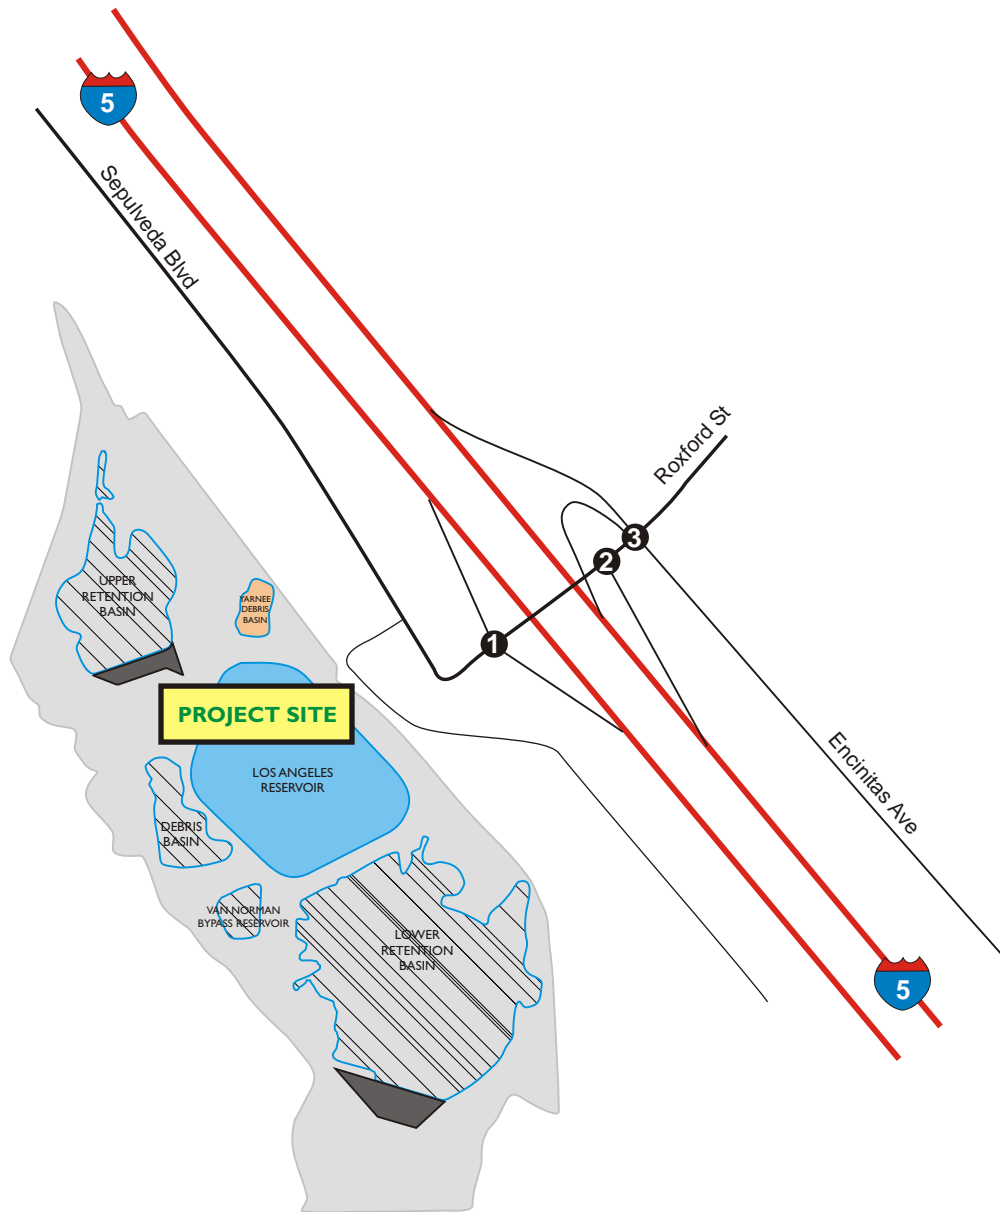 5
Sepulveda Blvd
Roxford St
3
2
1
UPPER
RETENTION
BASIN
YARNEE
DEBRIS
BASIN
PROJECT SITE
LOS ANGELES
RESERVOIR
Encinitas Ave
DEBRIS
BASIN
VAN NORMAN
BYPASS RESERVOIR
LOWER
RETENTION
BASIN
5